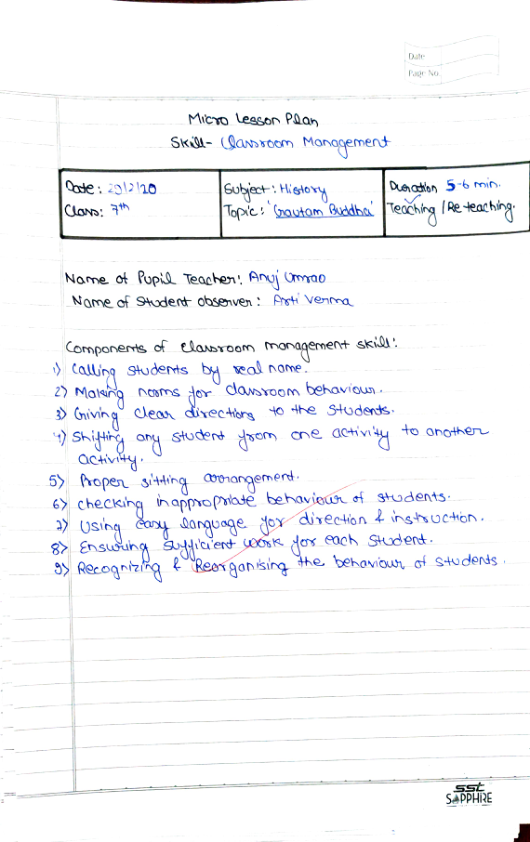 Date
Page No.
Micro Lesson Plan
Skill- Classroom Management
Date: 29/2/20
Class: 7th
Subject: History
Topic: 'Gautam Buddha'
Duration 5-6 min.
Teaching / Re teaching.
Name of Pupil Teacher: Anuj Umrao
Name of Student observer: Arti Verma
Components of classroom management skill:
1) Calling students by real name.
2) Making norms for classroom behaviour.
3) Giving clear directions to the students.
4) Shifting any student from one activity to another
activity.
5) Proper sitting arrangement.
6) checking inappropriate behaviour of students.
7) Using easy language for direction & instruction.
8) Ensuring sufficient work for each student.
9) Recognizing & Reorganising the behaviour of students.
SSt
SAPPHIRE